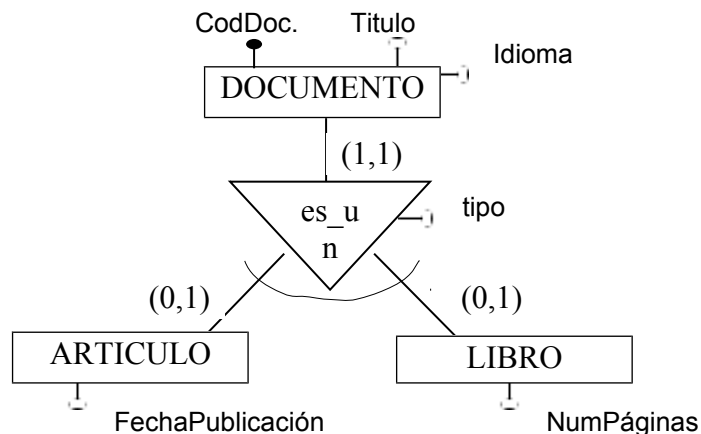 CodDoc. Titulo
Idioma
DOCUMENTO
(1,1)
es_u
n
tipo
(0,1) (0,1)
ARTICULO LIBRO
FechaPublicación NumPáginas